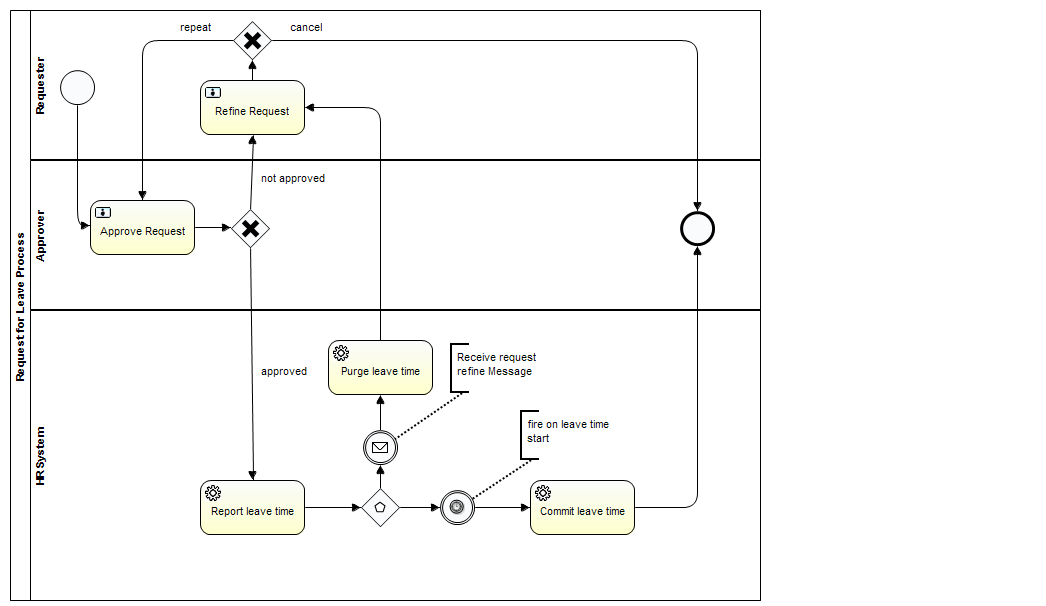 Request for Leave Process
Requester
repeat
cancel
Refine Request
Approver
not approved
Approve Request
HR System
approved
Purge leave time
Receive request
refine Message
fire on leave time
start
Report leave time
Commit leave time